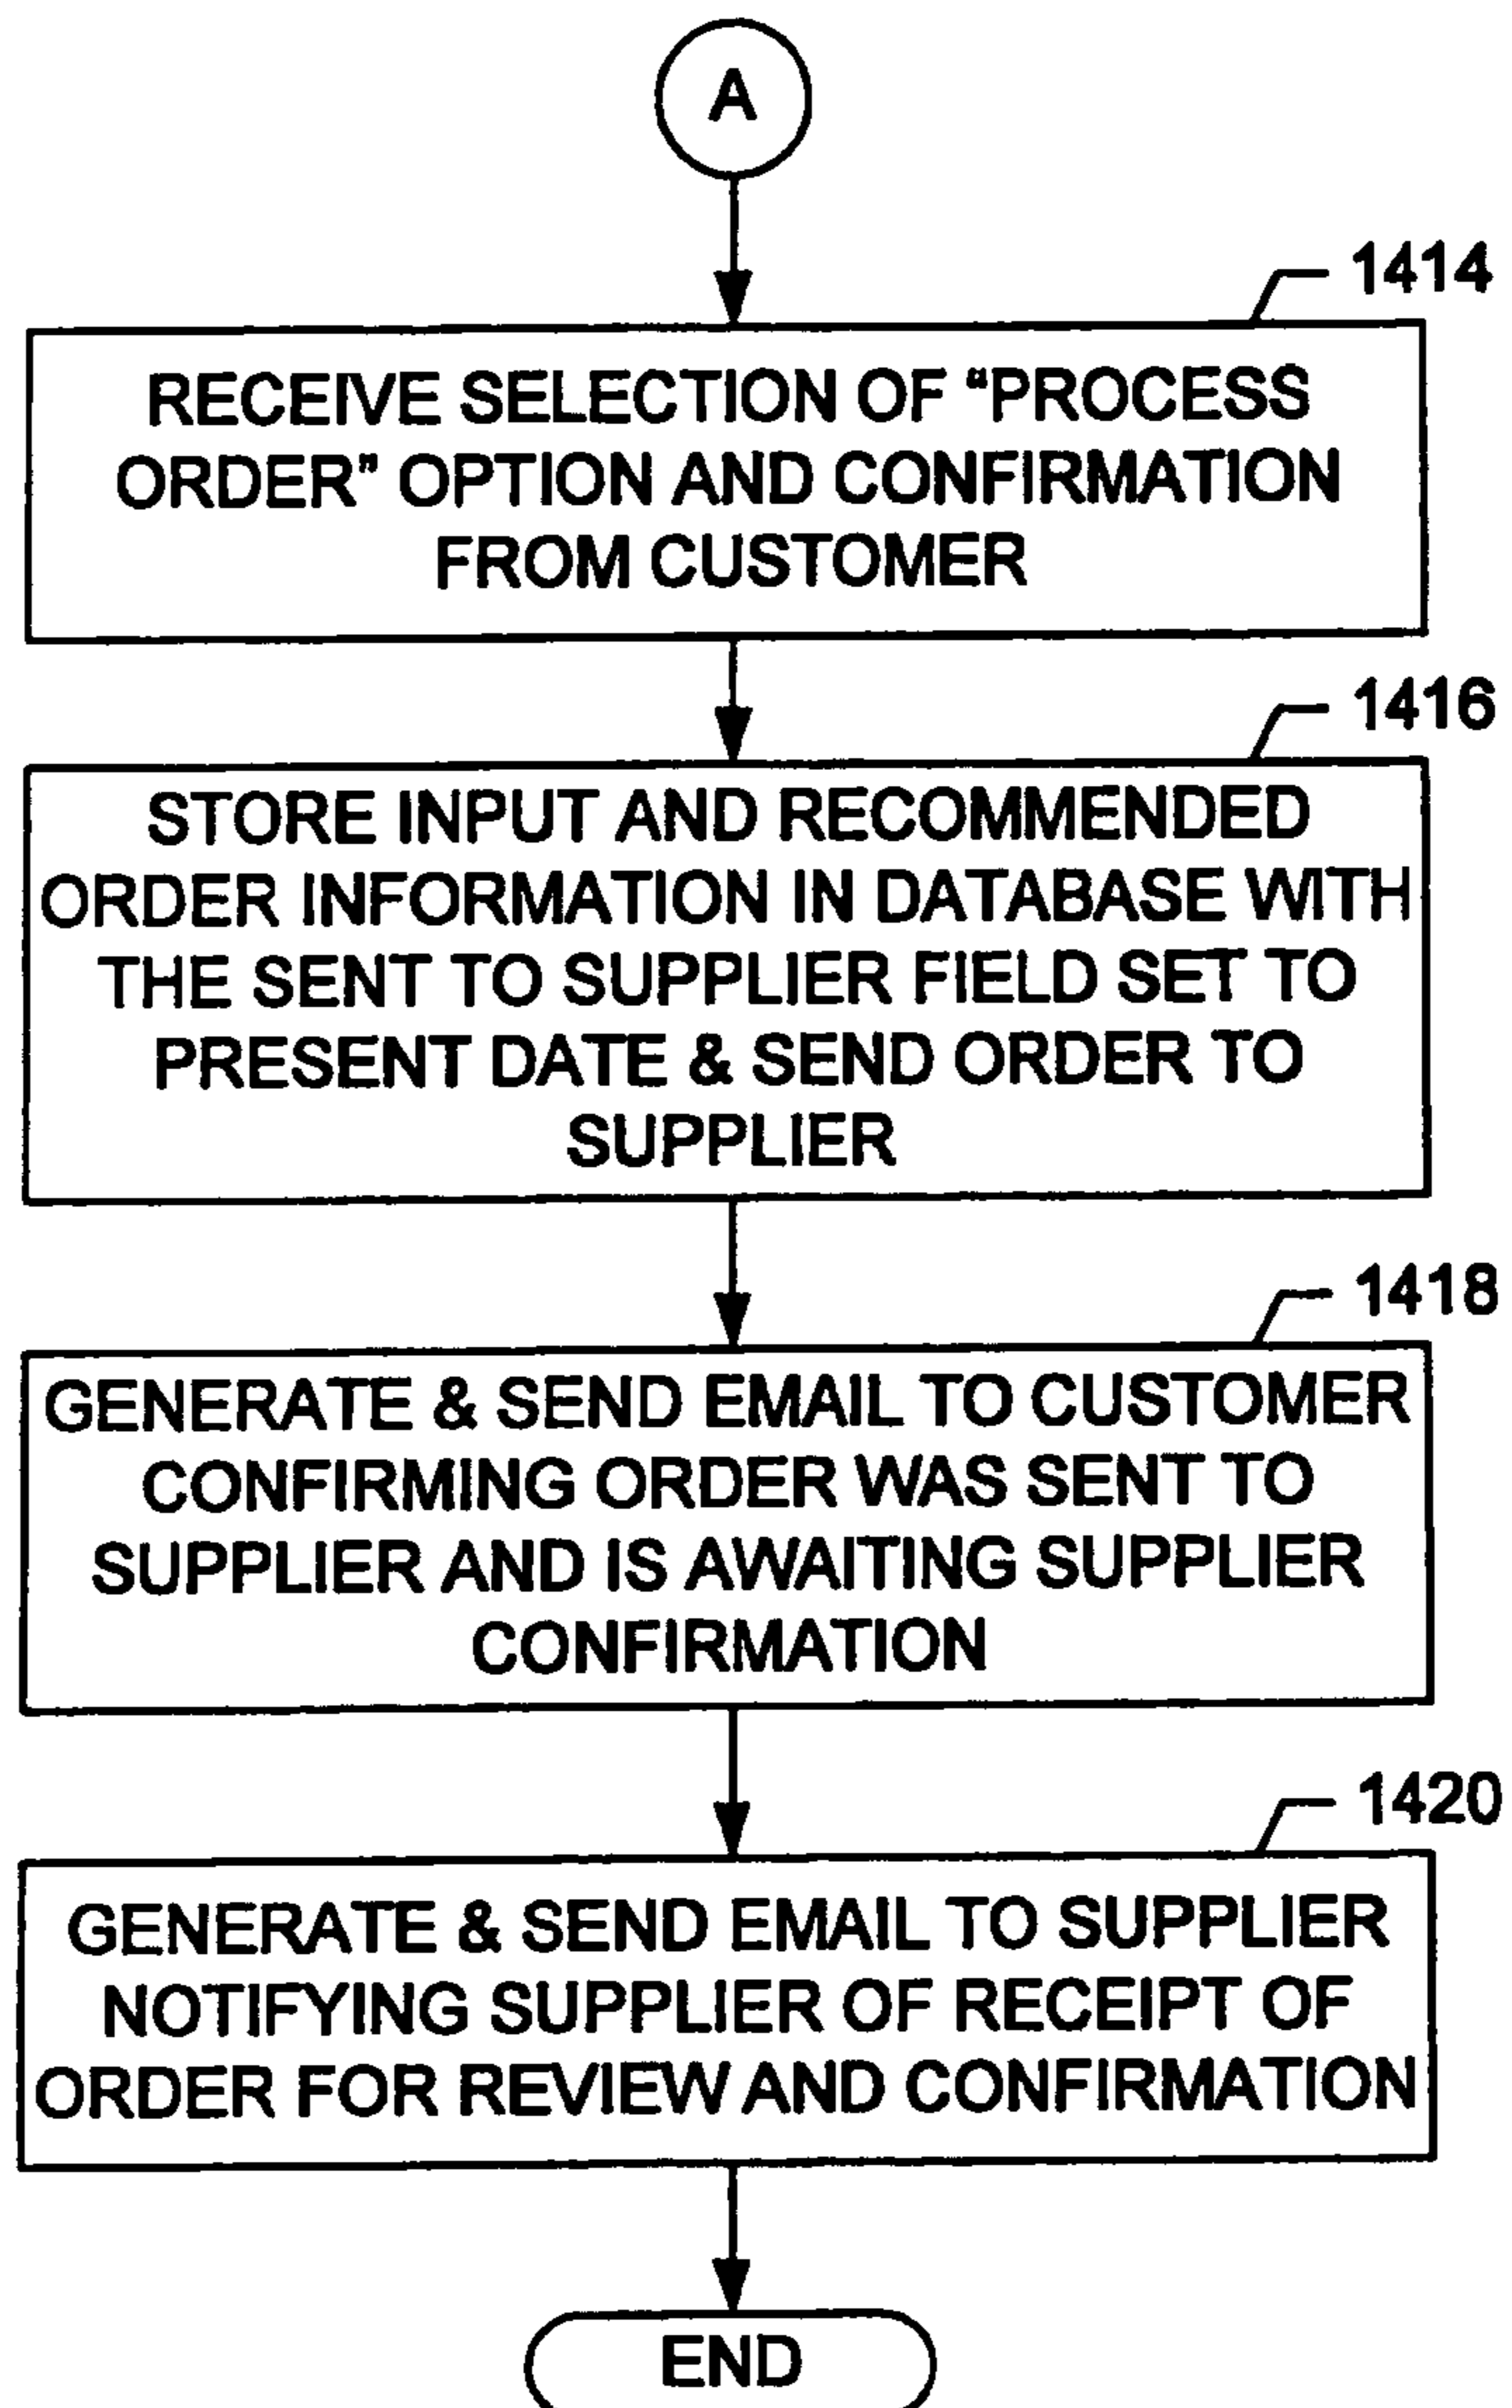 A
1414
RECEIVE SELECTION OF “PROCESS
ORDER” OPTION AND CONFIRMATION
FROM CUSTOMER
1416
STORE INPUT AND RECOMMENDED
ORDER INFORMATION IN DATABASE WITH
THE SENT TO SUPPLIER FIELD SET TO
PRESENT DATE & SEND ORDER TO
SUPPLIER
1418
GENERATE & SEND EMAIL TO CUSTOMER
CONFIRMING ORDER WAS SENT TO
SUPPLIER AND IS AWAITING SUPPLIER
CONFIRMATION
1420
GENERATE & SEND EMAIL TO SUPPLIER
NOTIFYING SUPPLIER OF RECEIPT OF
ORDER FOR REVIEW AND CONFIRMATION
END